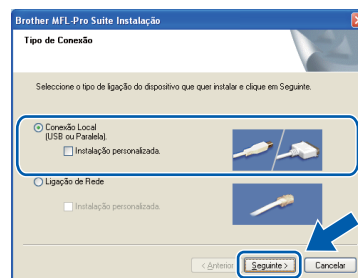 Brother MFL-Pro Suite Instalação
Tipo de Conexão
Seleccione o tipo de ligação do dispositivo que quer instalar e clique em Seguinte.
Conexão Local
(USB ou Paralela).
Instalação personalizada.
Ligação de Rede
Instalação personalizada.
< Anterior
Seguinte >
Cancelar